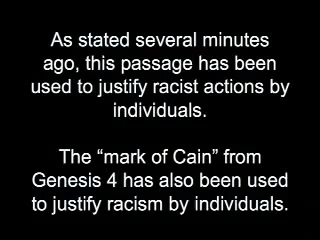 As stated several minutes
ago, this passage has been
used to justify racist actions by
individuals.
The “mark of Cain” from
Genesis 4 has also been used
to justify racism by individuals.